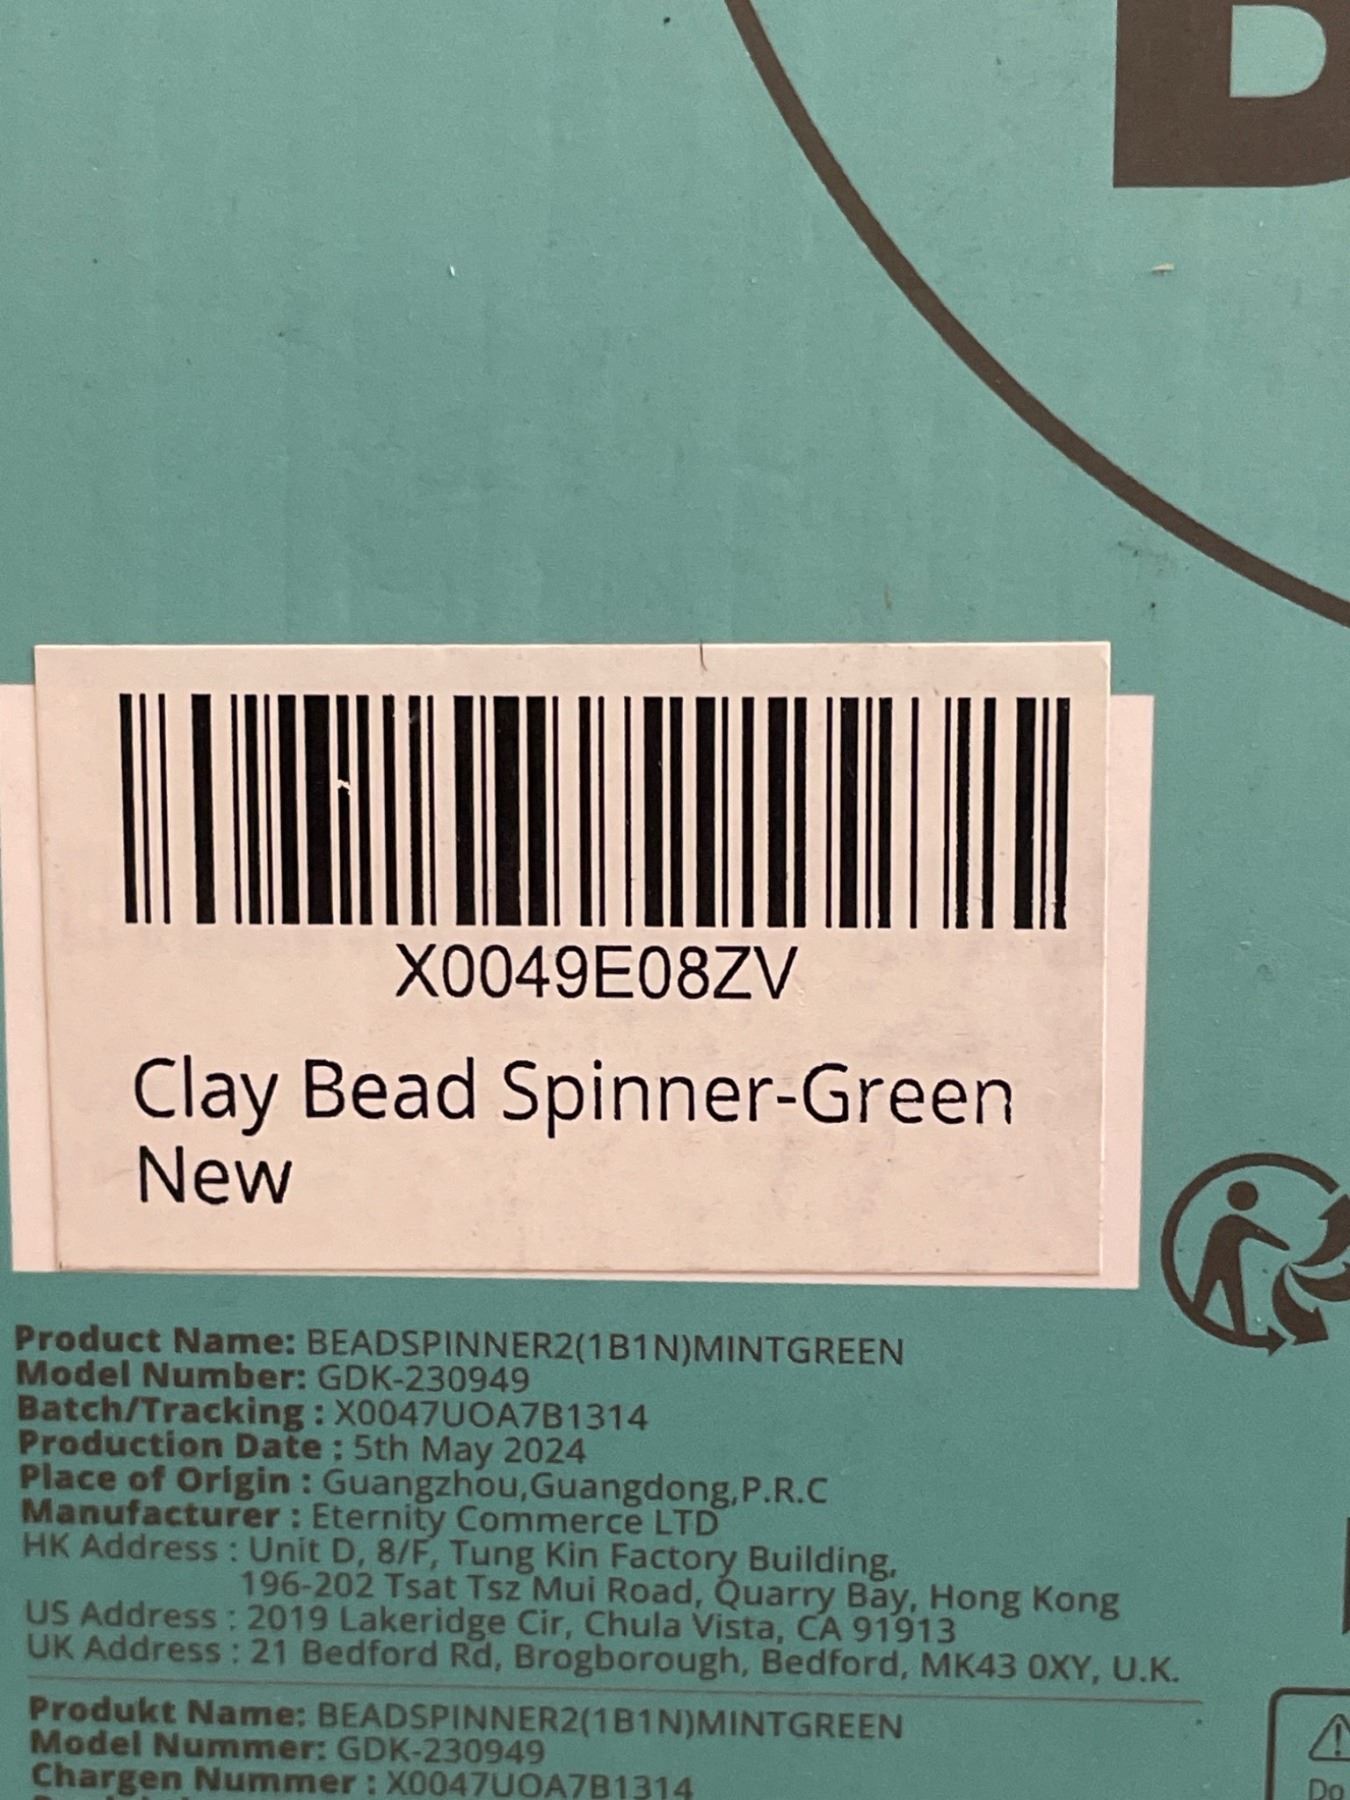 B
X0049E08ZV
Clay Bead Spinner-Green
New
Product Name: BEADSPINNER2(1B1N)MINTGREEN
Model Number: GDK-230949
Batch/Tracking : X0047UOA7B1314
Production Date : 5th May 2024
Place of Origin : Guangzhou,Guangdong,P.R.C
Manufacturer : Eternity Commerce LTD
HK Address : Unit D, 8/F, Tung Kin Factory Building,
196-202 Tsat Tsz Mui Road, Quarry Bay, Hong Kong
US Address : 2019 Lakeridge Cir, Chula Vista, CA 91913
UK Address : 21 Bedford Rd, Brogborough, Bedford, MK43 0XY, U.K.
Produkt Name: BEADSPINNER2(1B1N)MINTGREEN
Model Nummer: GDK-230949
Chargen Nummer : X0047UOA7B1314
Do